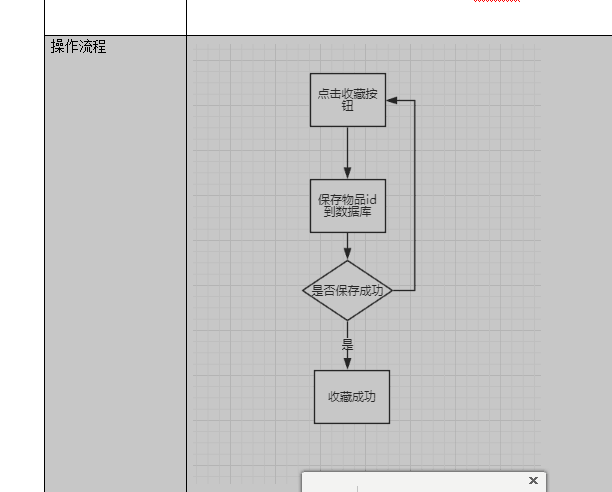 操作流程
点击收藏按
钮
保存物品id
到数据库
是否保存成功
是
收藏成功